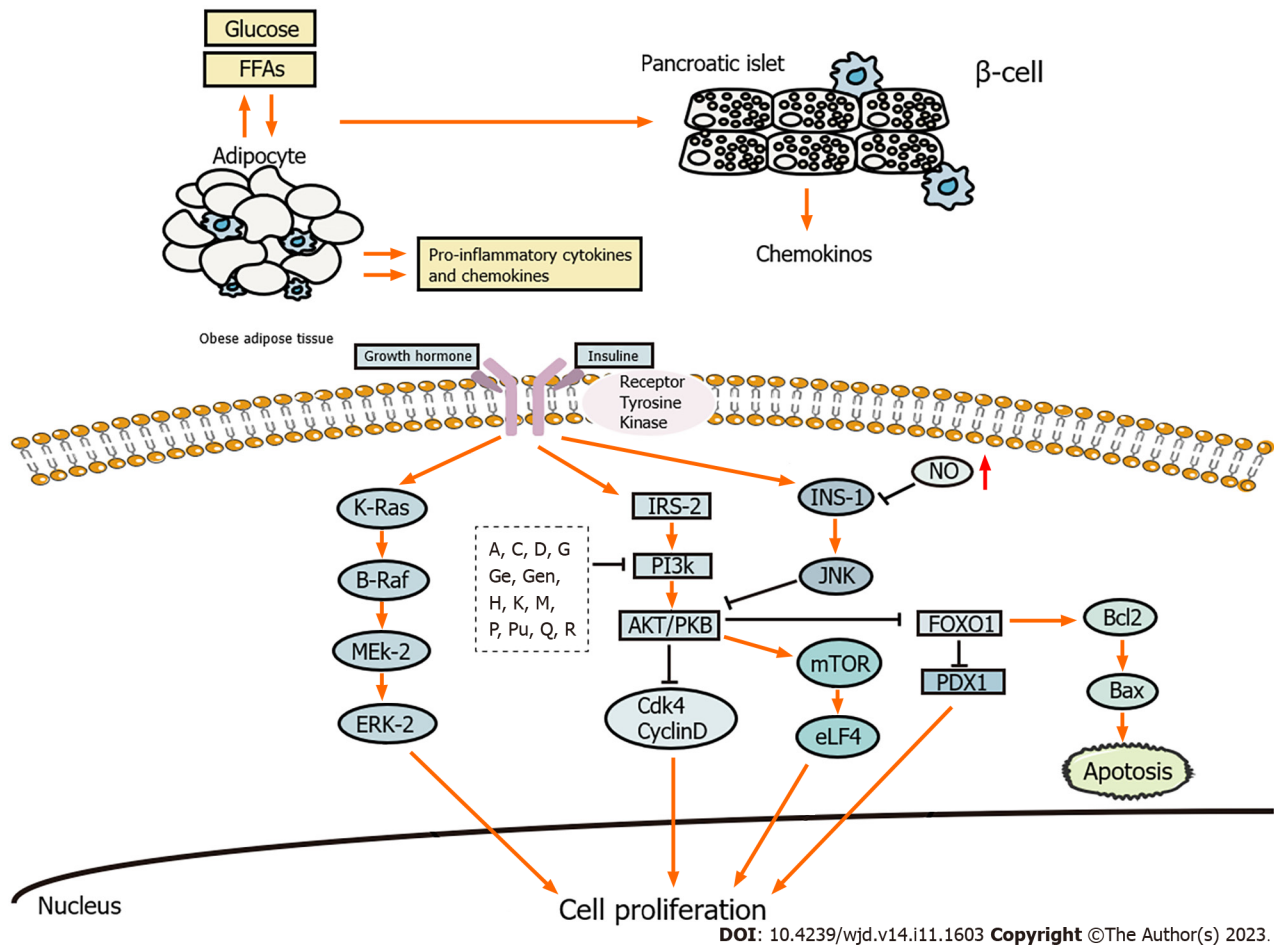 Glucose
FFAs
Adipocyte
Pancroatic islet
β-cell
Chemokinos
Pro-inflammatory cytokines
and chemokines
Obese adipose tissue
Growth hormone
Insuline
Receptor
Tyrosine
Kinase
K-Ras
B-Raf
MEk-2
ERK-2
IRS-2
A, C, D, G
Ge, Gen,
H, K, M,
P, Pu, Q, R
PI3k
AKT/PKB
Cdk4
CyclinD
INS-1
NO
JNK
mTOR
eLF4
FOXO1
PDX1
Bcl2
Bax
Apotosis
Nucleus
Cell proliferation
DOI: 10.4239/wjd.v14.i11.1603 Copyright ©The Author(s) 2023.